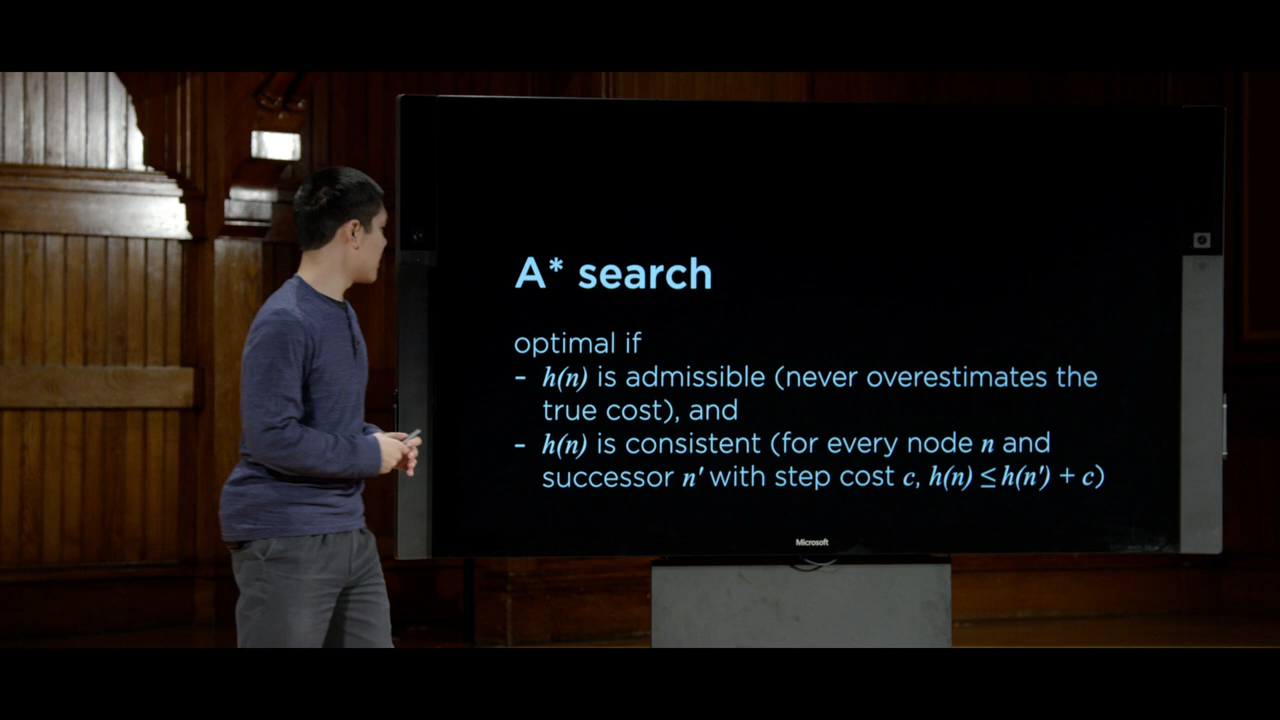 A* search
optimal if
- h(n) is admissible (never overestimates the
true cost), and
- h(n) is consistent (for every node n and
successor n' with step cost c, h(n) ≤ h(n') + c)
Microsoft